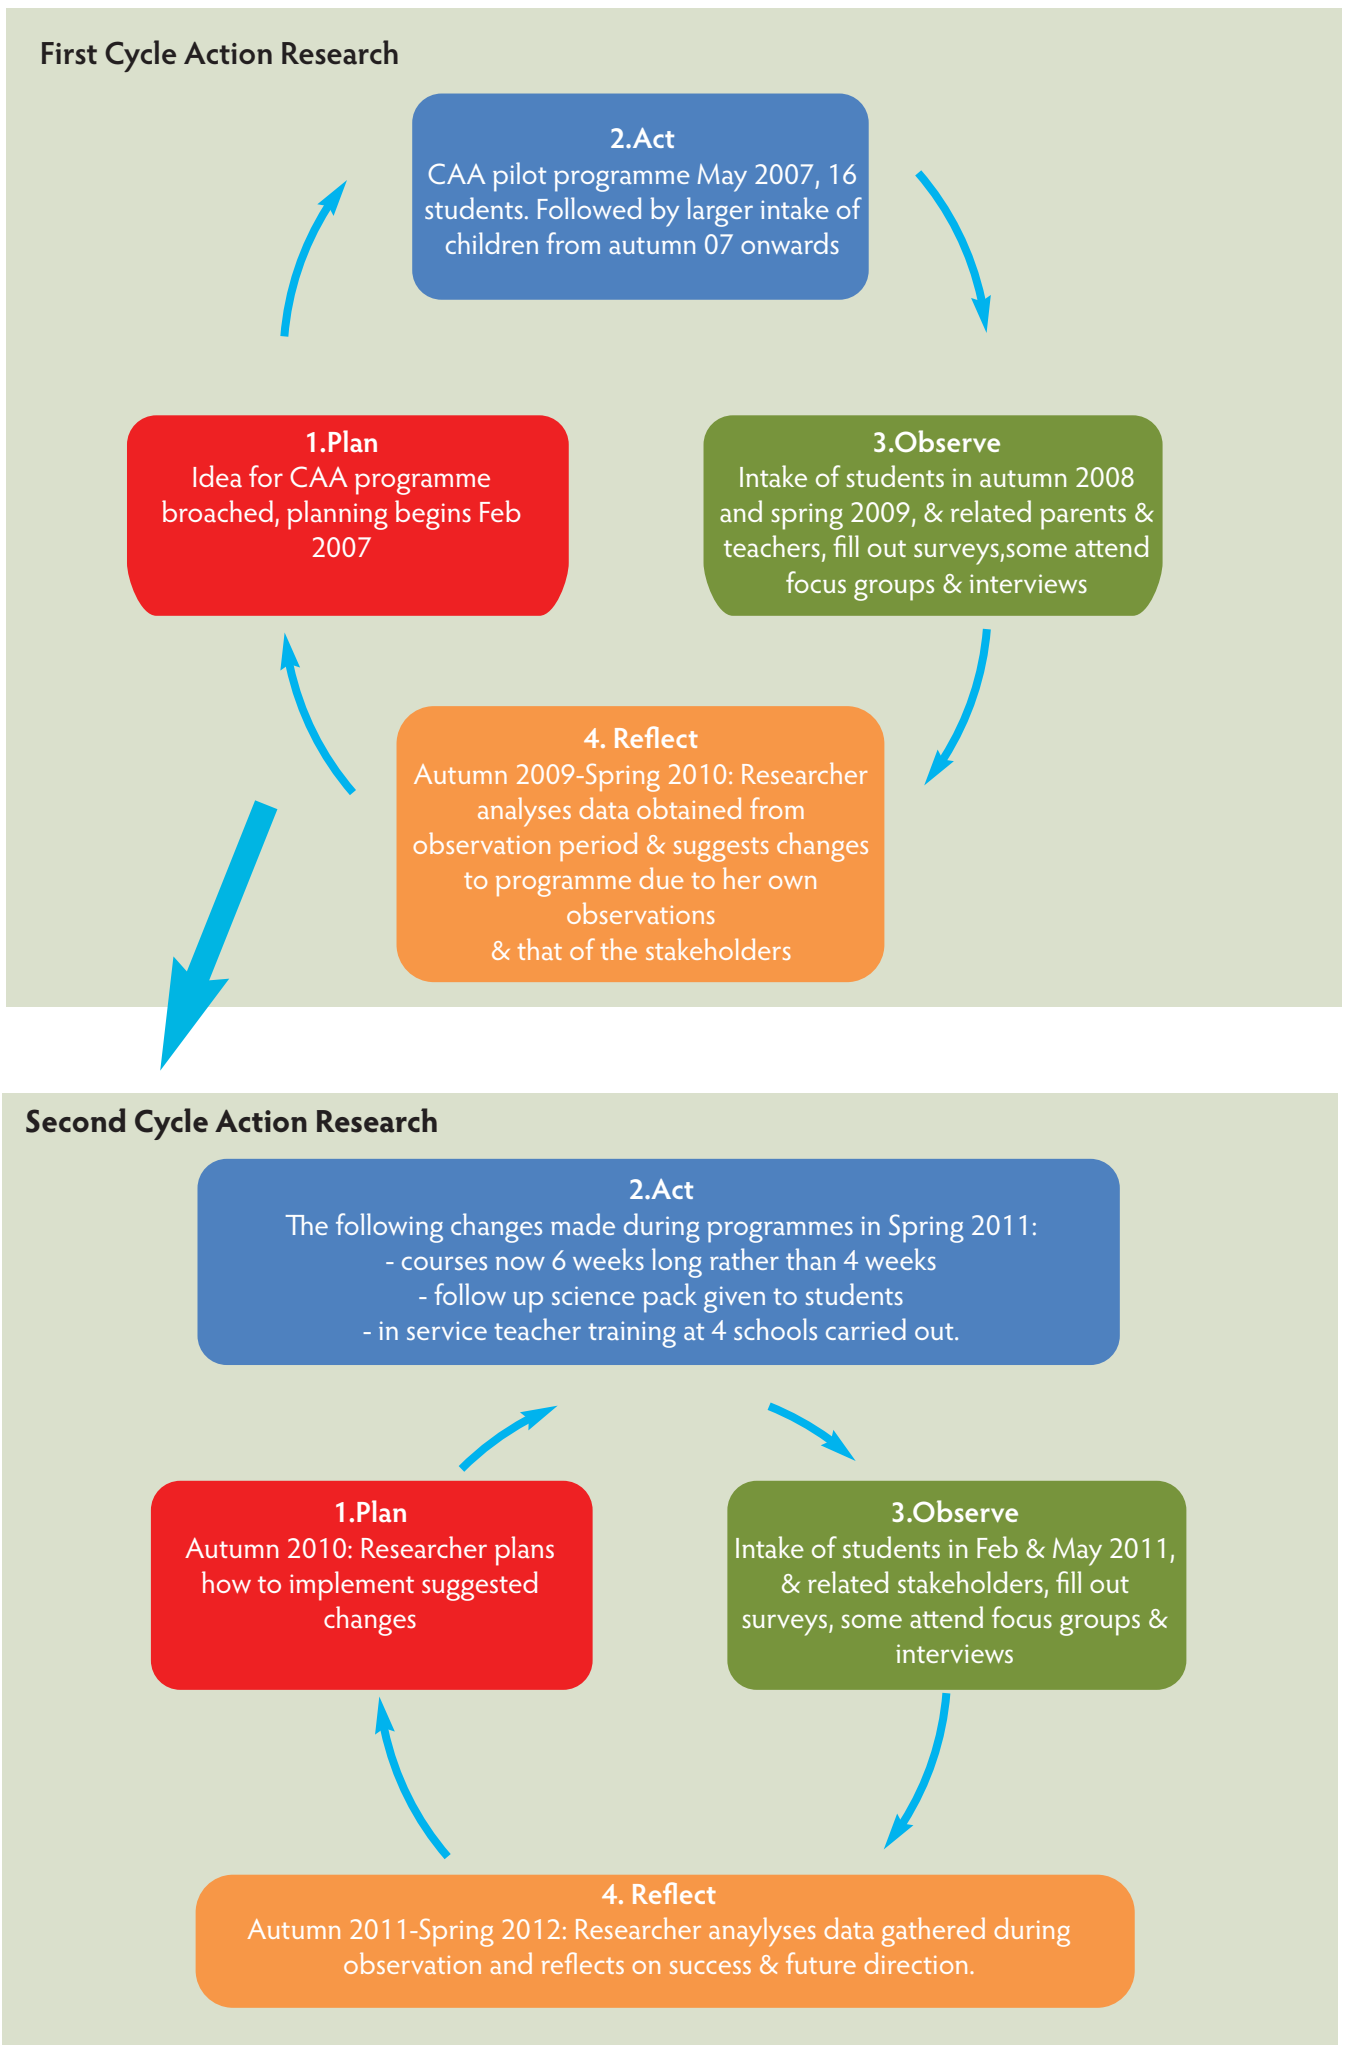 First Cycle Action Research
2.Act
CAA pilot programme May 2007, 16
students. Followed by larger intake of
children from autumn 07 onwards
1.Plan
Idea for CAA programme
broached, planning begins Feb
2007
3.Observe
Intake of students in autumn 2008
and spring 2009, & related parents &
teachers, fill out surveys,some attend
focus groups & interviews
4. Reflect
Autumn 2009-Spring 2010: Researcher
analyses data obtained from
observation period & suggests changes
to programme due to her own
observations
& that of the stakeholders
Second Cycle Action Research
2.Act
The following changes made during programmes in Spring 2011:
- courses now 6 weeks long rather than 4 weeks
- follow up science pack given to students
- in service teacher training at 4 schools carried out.
1.Plan
Autumn 2010: Researcher plans
how to implement suggested
changes
3.Observe
Intake of students in Feb & May 2011,
& related stakeholders, fill out
surveys, some attend focus groups &
interviews
4. Reflect
Autumn 2011-Spring 2012: Researcher anaylyses data gathered during
observation and reflects on success & future direction.